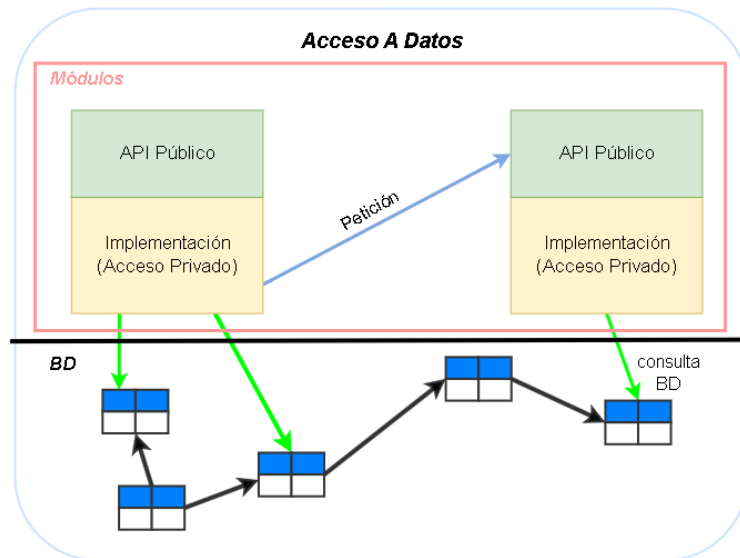 Acceso A Datos
Módulos
API Público
API Público
Petición
Implementación
(Acceso Privado)
Implementación
(Acceso Privado)
BD
consulta
BD